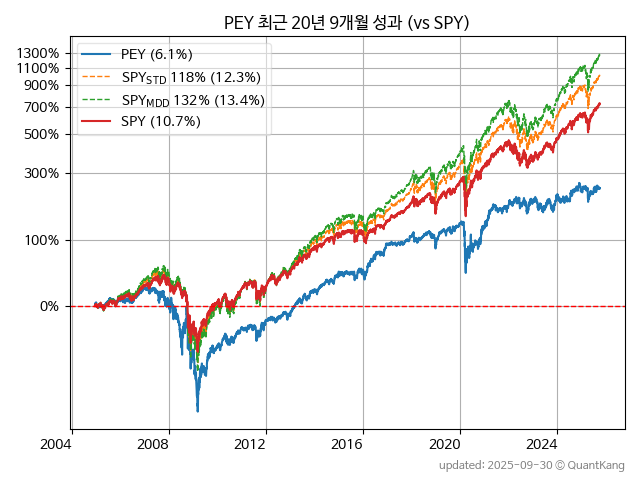 PEY 최근 20년 9개월 성과 (vs SPY)
1300%
1100%
900%
700%
500%
300%
100%
0%
PEY (6.1%)
SPYSTD 118% (12.3%)
SPYMDD 132% (13.4%)
SPY (10.7%)
2004 2008 2012 2016 2020 2024
updated: 2025-09-30 ⓒ QuantKang